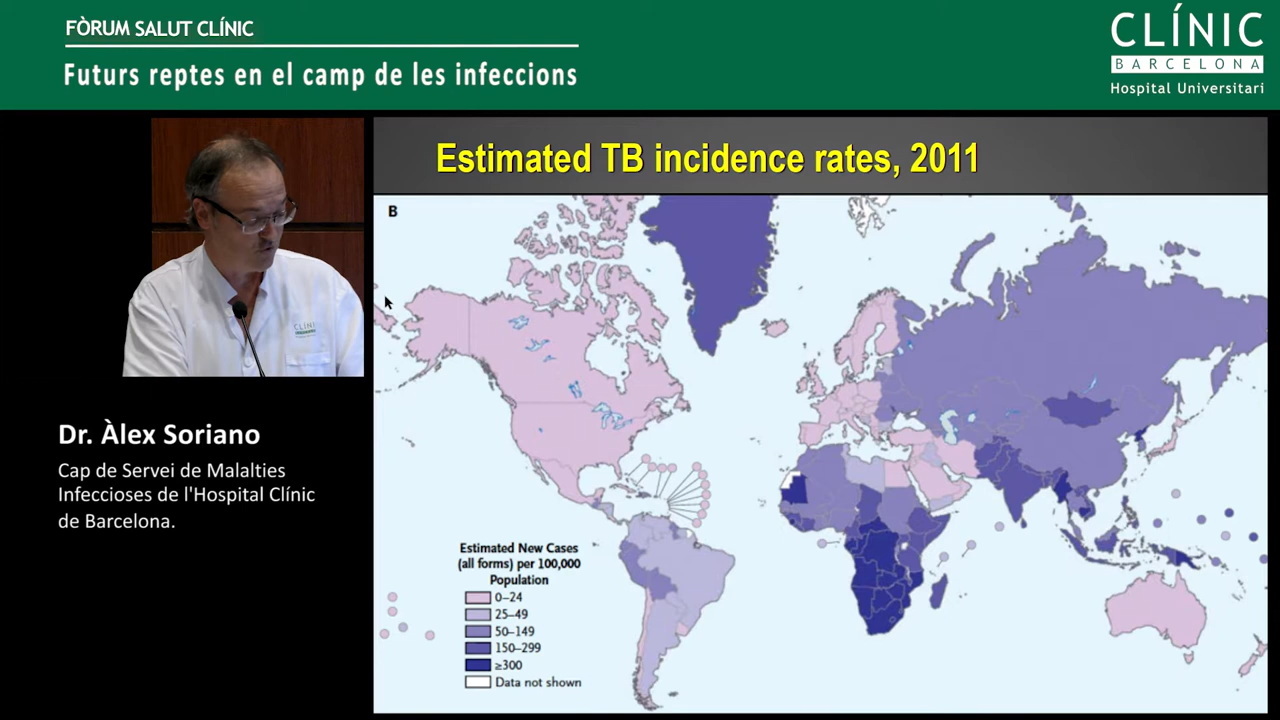 FÒRUM SALUT CLÍNIC
Futurs reptes en el camp de les infeccions
CLÍNIC
BARCELONA
Hospital Universitari
Estimated TB incidence rates, 2011
B
CLÍNIC
Dr. Àlex Soriano
Cap de Servei de Malalties
Infeccioses de l'Hospital Clínic
de Barcelona.
Estimated New Cases
(all forms) per 100,000
Population
0–24
25–49
50–149
150–299
≥300
Data not shown